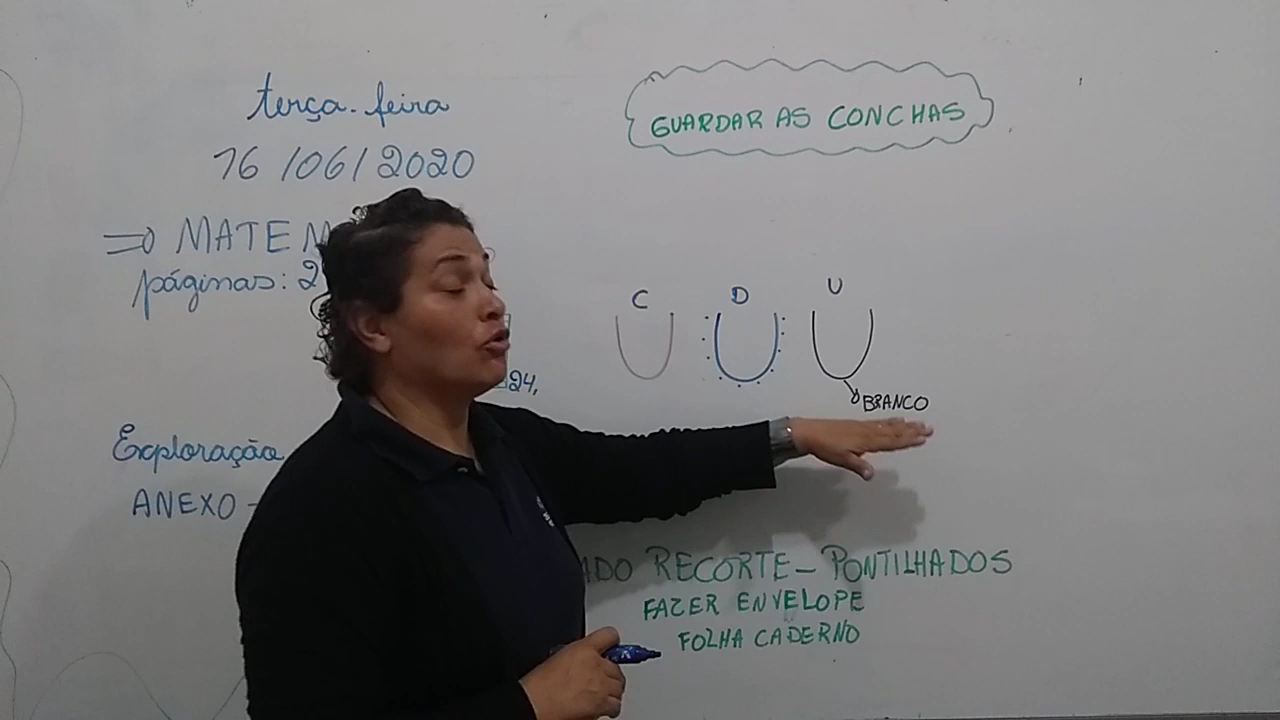 terça-feira
16/06/2020
⇒ MATEM
páginas: 2
24,
Exploração
ANEXO -
GUARDAR AS CONCHAS
C D U
BRANCO
ADO RECORTE - PONTILHADOS
FAZER ENVELOPE
FOLHA CADERNO